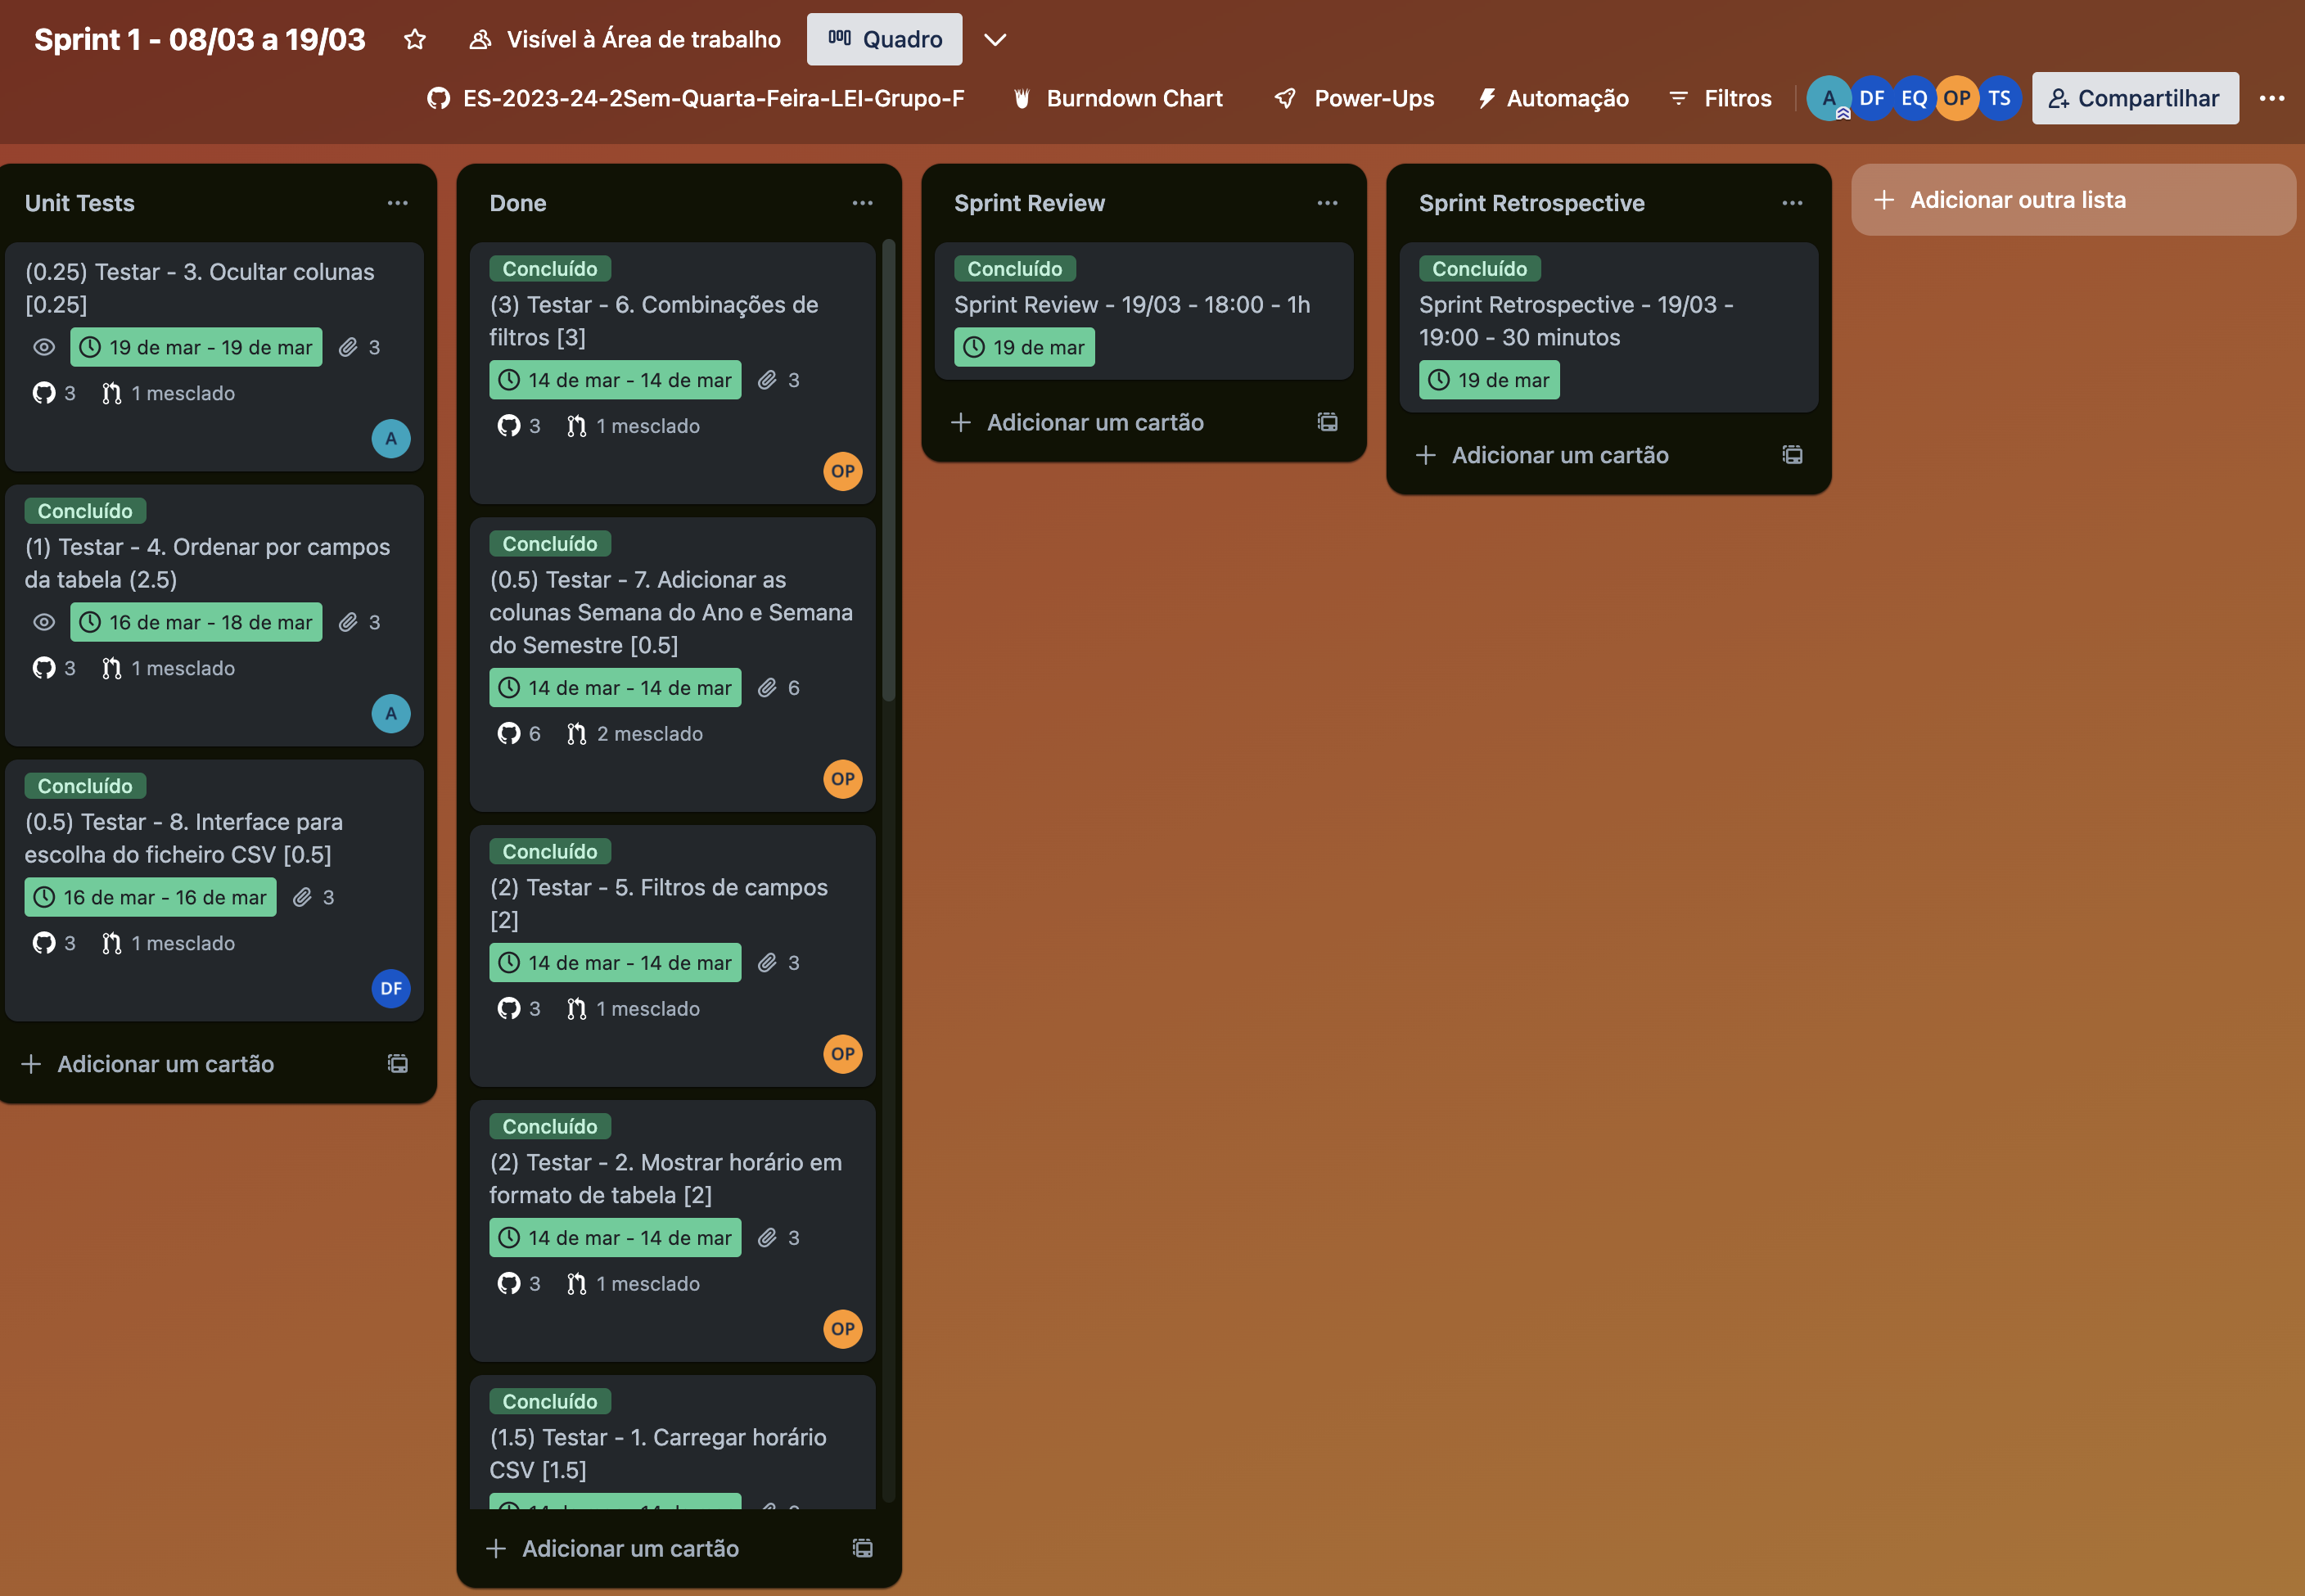 Sprint 1 - 08/03 a 19/03
Visível à Área de trabalho
Quadro
ES-2023-24-2Sem-Quarta-Feira-LEI-Grupo-F
Burndown Chart
Power-Ups
Automação
Filtros
A
DF
EQ
OP
TS
Compartilhar
Unit Tests
(0.25) Testar - 3. Ocultar colunas
[0.25]
19 de mar - 19 de mar
3
3
1 mesclado
A
Concluído
(1) Testar - 4. Ordenar por campos
da tabela (2.5)
16 de mar - 18 de mar
3
3
1 mesclado
A
Concluído
(0.5) Testar - 8. Interface para
escolha do ficheiro CSV [0.5]
16 de mar - 16 de mar
3
3
1 mesclado
DF
Adicionar um cartão
Done
Concluído
(3) Testar - 6. Combinações de
filtros [3]
14 de mar - 14 de mar
3
3
1 mesclado
OP
Concluído
(0.5) Testar - 7. Adicionar as
colunas Semana do Ano e Semana
do Semestre [0.5]
14 de mar - 14 de mar
6
6
2 mesclado
OP
Concluído
(2) Testar - 5. Filtros de campos
[2]
14 de mar - 14 de mar
3
3
1 mesclado
OP
Concluído
(2) Testar - 2. Mostrar horário em
formato de tabela [2]
14 de mar - 14 de mar
3
3
1 mesclado
OP
Concluído
(1.5) Testar - 1. Carregar horário
CSV [1.5]
Adicionar um cartão
Sprint Review
Concluído
Sprint Review - 19/03 - 18:00 - 1h
19 de mar
Adicionar um cartão
Sprint Retrospective
Concluído
Sprint Retrospective - 19/03 -
19:00 - 30 minutos
19 de mar
Adicionar um cartão
Adicionar outra lista